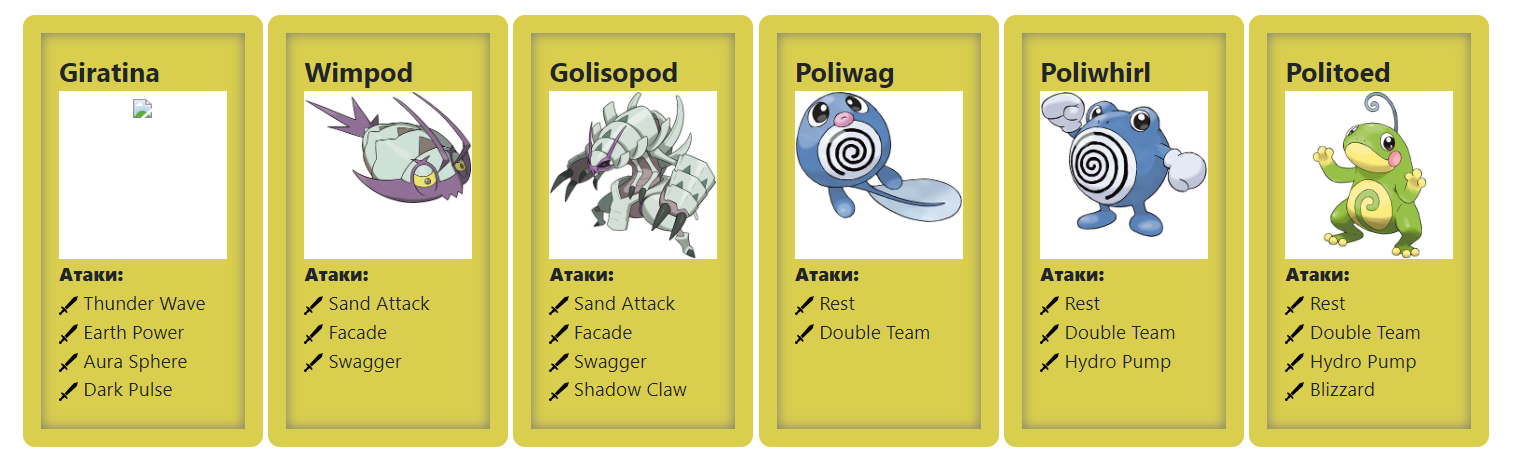 Giratina
Атаки:
Thunder Wave
Earth Power
Aura Sphere
Dark Pulse
Wimpod
Атаки:
Sand Attack
Facade
Swagger
Golisopod
Атаки:
Sand Attack
Facade
Swagger
Shadow Claw
Poliwag
Атаки:
Rest
Double Team
Poliwhirl
Атаки:
Rest
Double Team
Hydro Pump
Politoed
Атаки:
Rest
Double Team
Hydro Pump
Blizzard